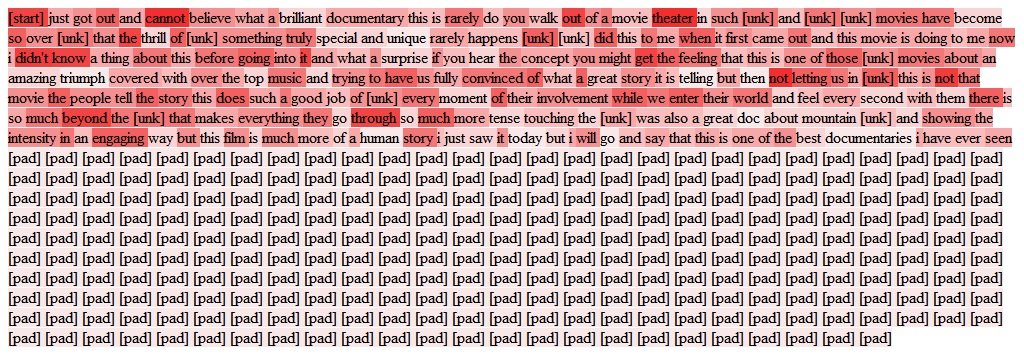 [start] just got out and cannot believe what a brilliant documentary this is rarely do you walk out of a movie theater in such [unk] and [unk] [unk] movies have become
so over [unk] that the thrill of [unk] something truly special and unique rarely happens [unk] [unk] did this to me when it first came out and this movie is doing to me now
i didn't know a thing about this before going into it and what a surprise if you hear the concept you might get the feeling that this is one of those [unk] movies about an
amazing triumph covered with over the top music and trying to have us fully convinced of what a great story it is telling but then not letting us in [unk] this is not that
movie the people tell the story this does such a good job of [unk] every moment of their involvement while we enter their world and feel every second with them there is
so much beyond the [unk] that makes everything they go through so much more tense touching the [unk] was also a great doc about mountain [unk] and showing the
intensity in an engaging way but this film is much more of a human story i just saw it today but i will go and say that this is one of the best documentaries i have ever seen
[pad] [pad] [pad] [pad] [pad] [pad] [pad] [pad] [pad] [pad] [pad] [pad] [pad] [pad] [pad] [pad] [pad] [pad] [pad] [pad] [pad] [pad] [pad] [pad] [pad] [pad] [pad]
[pad] [pad] [pad] [pad] [pad] [pad] [pad] [pad] [pad] [pad] [pad] [pad] [pad] [pad] [pad] [pad] [pad] [pad] [pad] [pad] [pad] [pad] [pad] [pad] [pad] [pad] [pad]
[pad] [pad] [pad] [pad] [pad] [pad] [pad] [pad] [pad] [pad] [pad] [pad] [pad] [pad] [pad] [pad] [pad] [pad] [pad] [pad] [pad] [pad] [pad] [pad] [pad] [pad] [pad]
[pad] [pad] [pad] [pad] [pad] [pad] [pad] [pad] [pad] [pad] [pad] [pad] [pad] [pad] [pad] [pad] [pad] [pad] [pad] [pad] [pad] [pad] [pad] [pad] [pad] [pad] [pad]
[pad] [pad] [pad] [pad] [pad] [pad] [pad] [pad] [pad] [pad] [pad] [pad] [pad] [pad] [pad] [pad] [pad] [pad] [pad] [pad] [pad] [pad] [pad] [pad] [pad] [pad] [pad]
[pad] [pad] [pad] [pad] [pad] [pad] [pad] [pad] [pad] [pad] [pad] [pad] [pad] [pad] [pad] [pad] [pad] [pad] [pad] [pad] [pad] [pad] [pad] [pad] [pad] [pad] [pad]
[pad] [pad] [pad] [pad] [pad] [pad] [pad] [pad] [pad] [pad] [pad] [pad] [pad] [pad] [pad] [pad] [pad] [pad] [pad] [pad] [pad] [pad] [pad] [pad] [pad] [pad] [pad]
[pad] [pad] [pad] [pad] [pad] [pad] [pad] [pad] [pad] [pad] [pad] [pad] [pad] [pad] [pad] [pad] [pad] [pad] [pad] [pad] [pad] [pad] [pad] [pad] [pad] [pad] [pad]
[pad] [pad] [pad] [pad] [pad] [pad] [pad] [pad] [pad] [pad] [pad] [pad] [pad] [pad] [pad] [pad] [pad] [pad] [pad] [pad] [pad] [pad] [pad] [pad] [pad] [pad] [pad]
[pad] [pad] [pad] [pad] [pad] [pad] [pad] [pad] [pad] [pad] [pad] [pad] [pad] [pad] [pad] [pad] [pad] [pad] [pad] [pad] [pad] [pad] [pad] [pad]